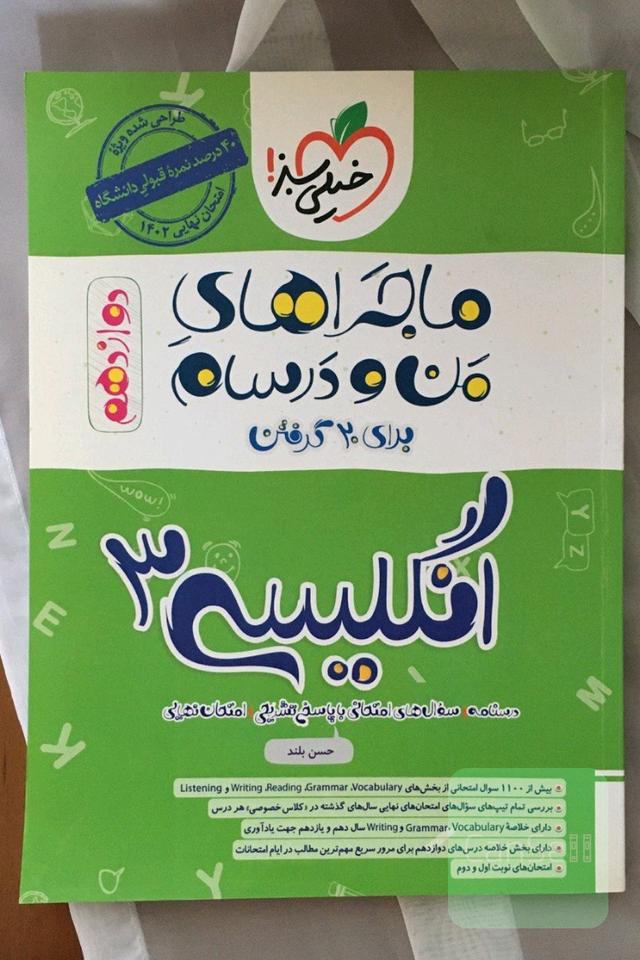 طراحی شده ویژهٔ
۴۰ درصد نمرهٔ قبولی دانشگاه
امتحان نهایی ۱۴۰۲
خیلی سبز!
ماجراهای
من و درسام
برای ۲۰ گرفتن
دوازدهم
wow!
Y
Z
N
E
K
X
M
انگلیسی ۳
درسنامه، سؤال‌های امتحانی با پاسخ تشریحی، امتحان نهایی
حسن بلند
بیش از ۱۱۰۰ سوال امتحانی از بخش‌های Writing ،Reading ،Grammar ،Vocabulary و Listening
بررسی تمام تیپ‌های سؤال‌های امتحان‌های نهایی سال‌های گذشته در «کلاس خصوصی» هر درس
دارای خلاصهٔ Grammar، Vocabulary و Writing سال دهم و یازدهم جهت یادآوری
دارای بخش خلاصه درس‌های دوازدهم برای مرور سریع مهم‌ترین مطالب در ایام امتحانات
امتحان‌های نوبت اول و دوم